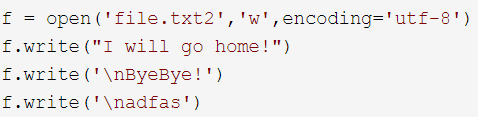 f = open('file.txt2','w',encoding='utf-8')
f.write("I will go home!")
f.write('\nByeBye!')
f.write('\nadfas')